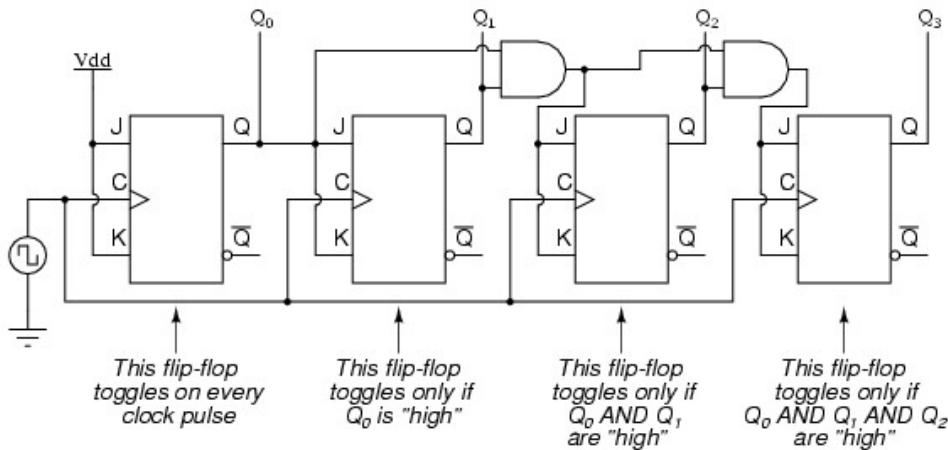 Q₀ Q₁ Q₂ Q₃
Vdd
J Q J Q J Q J Q
C C C C
K Q̅ K Q̅ K Q̅ K Q̅
This flip-flop
toggles on every
clock pulse
This flip-flop
toggles only if
Q₀ is "high"
This flip-flop
toggles only if
Q₀ AND Q₁
are "high"
This flip-flop
toggles only if
Q₀ AND Q₁ AND Q₂
are "high"